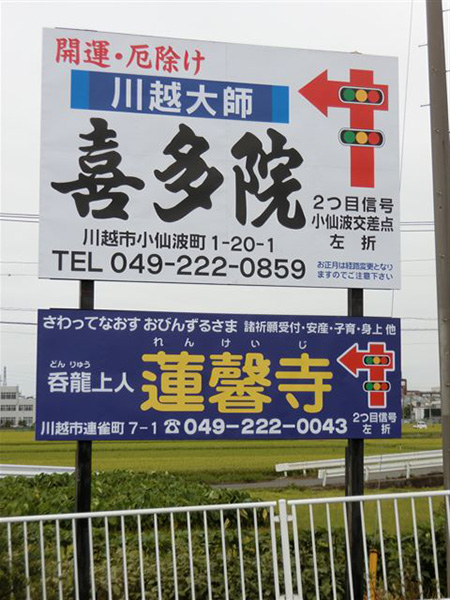 開運・厄除け
川越大師
喜多院
2つ目信号
小仙波交差点
左折
川越市小仙波町1-20-1
TEL 049-222-0859
お正月は経路変更となり
ますのでご注意下さい
さわってなおす おびんずるさま 諸祈願受付・安産・子育・身上 他
どん りゅう
呑龍上人
れんけいじ
蓮馨寺
川越市連雀町7-1 ☎049-222-0043
2つ目信号
左折